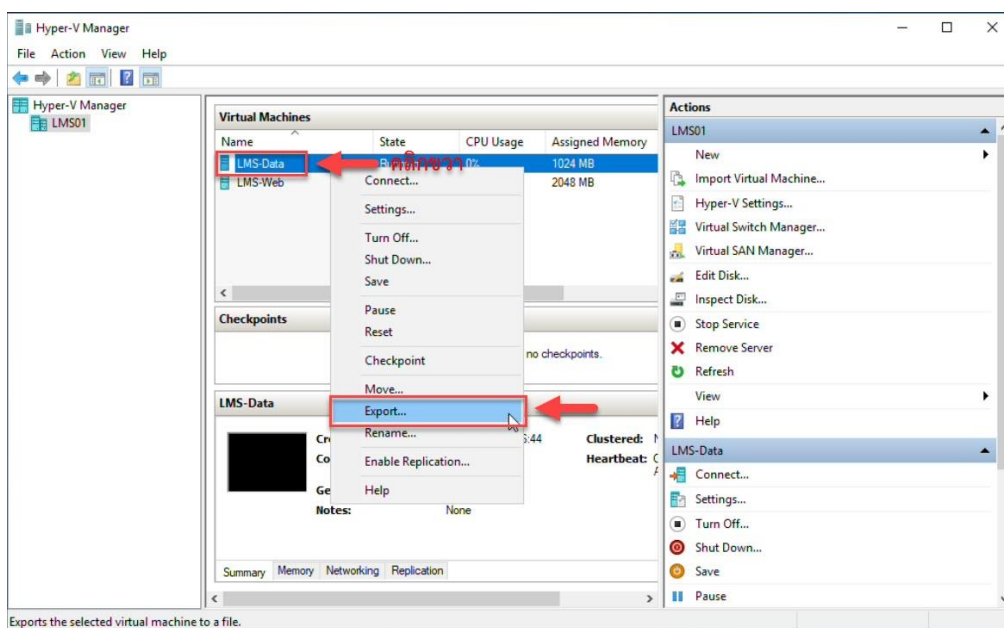 Hyper-V Manager
File Action View Help
Hyper-V Manager
LMS01
Virtual Machines
Name State CPU Usage Assigned Memory
LMS-Data คลิกขวา 0% 1024 MB
LMS-Web 2048 MB
Connect...
Settings...
Turn Off...
Shut Down...
Save
Pause
Reset
Checkpoint
Move...
Export...
Rename...
Enable Replication...
Help
Checkpoints
no checkpoints.
LMS-Data
:44 Clustered:
Heartbeat:
Notes: None
Summary Memory Networking Replication
Actions
LMS01
New
Import Virtual Machine...
Hyper-V Settings...
Virtual Switch Manager...
Virtual SAN Manager...
Edit Disk...
Inspect Disk...
Stop Service
Remove Server
Refresh
View
Help
LMS-Data
Connect...
Settings...
Turn Off...
Shut Down...
Save
Pause
Exports the selected virtual machine to a file.